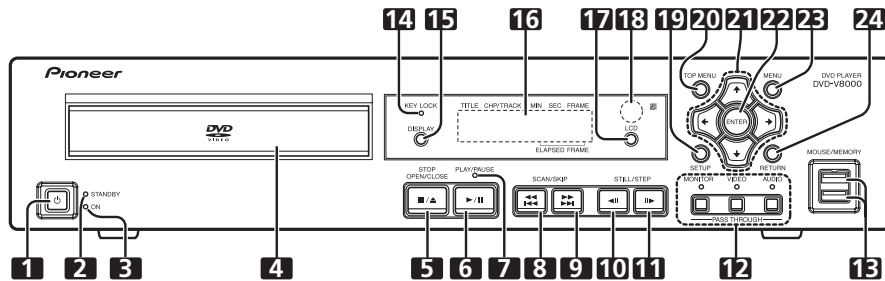 14 15 16 17 18 19 20 21 22 23 24
Pioneer
KEY LOCK
TITLE CHP/TRACK MIN SEC FRAME
TOP MENU
MENU
DVD PLAYER
DVD-V8000
DISPLAY
LCD
ENTER
DVD
VIDEO
ELAPSED FRAME
SETUP
RETURN
MOUSE/MEMORY
STOP
OPEN/CLOSE
PLAY/PAUSE
SCAN/SKIP
STILL/STEP
MONITOR
VIDEO
AUDIO
STANDBY
ON
PASS THROUGH
1 2 3 4 5 6 7 8 9 10 11 12 13